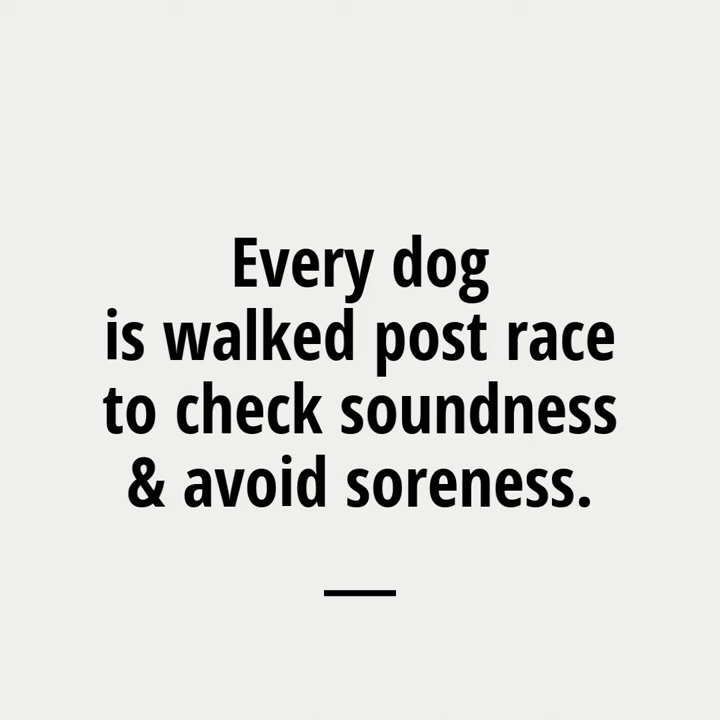 Every dog
is walked post race
to check soundness
& avoid soreness.